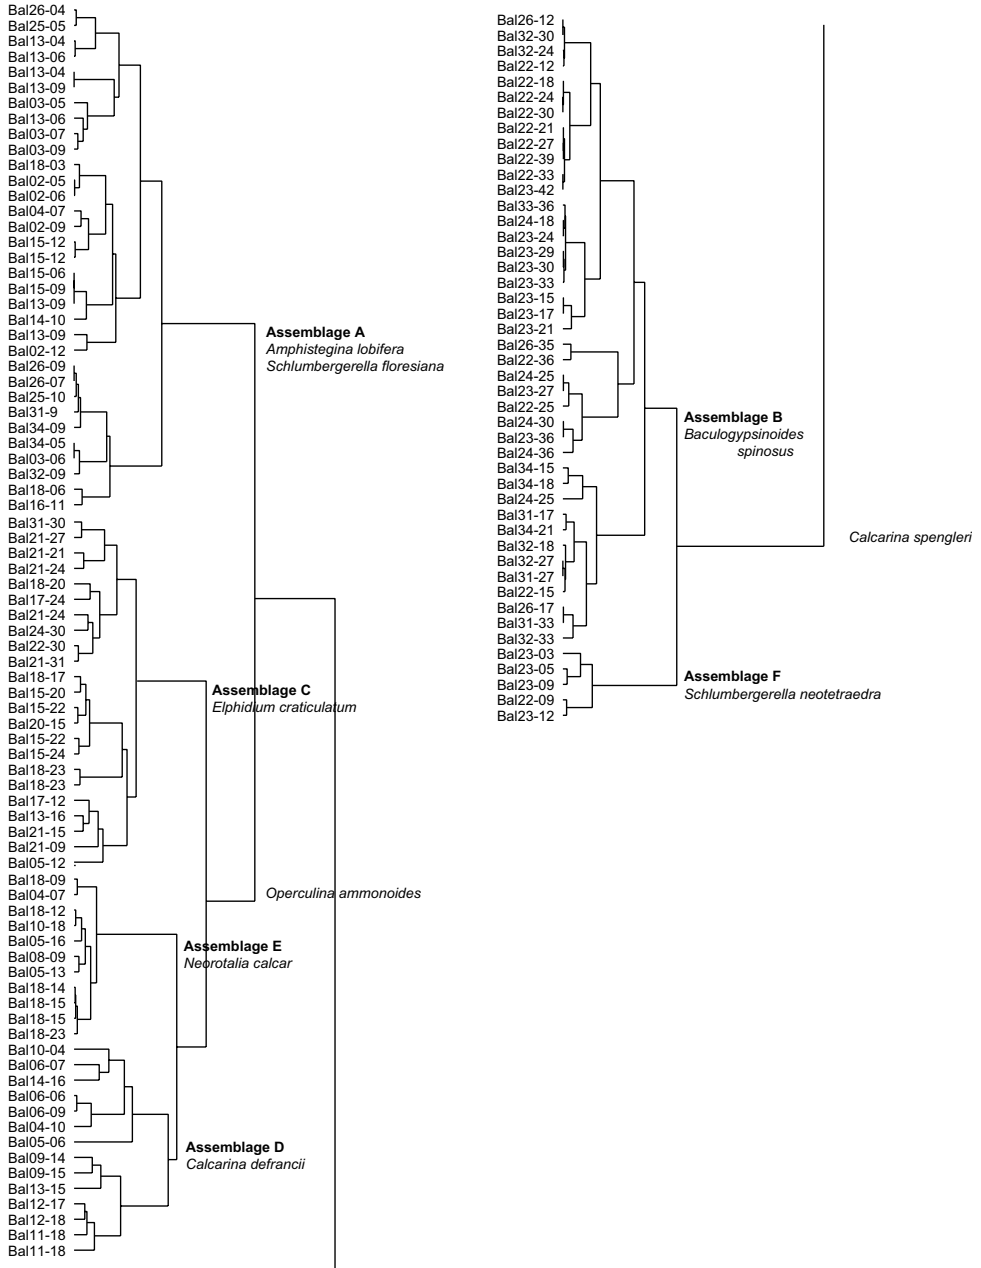 Bal26-04
Bal25-05
Bal13-04
Bal13-06
Bal13-04
Bal13-09
Bal03-05
Bal13-06
Bal03-07
Bal03-09
Bal18-03
Bal02-05
Bal02-06
Bal04-07
Bal02-09
Bal15-12
Bal15-12
Bal15-06
Bal15-09
Bal13-09
Bal14-10
Bal13-09
Bal02-12
Bal26-09
Bal26-07
Bal25-10
Bal31-9
Bal34-09
Bal34-05
Bal03-06
Bal32-09
Bal18-06
Bal16-11
Bal31-30
Bal21-27
Bal21-21
Bal21-24
Bal18-20
Bal17-24
Bal21-24
Bal24-30
Bal22-30
Bal21-31
Bal18-17
Bal15-20
Bal15-22
Bal20-15
Bal15-22
Bal15-24
Bal18-23
Bal18-23
Bal17-12
Bal13-16
Bal21-15
Bal21-09
Bal05-12
Bal18-09
Bal04-07
Bal18-12
Bal10-18
Bal05-16
Bal08-09
Bal05-13
Bal18-14
Bal18-15
Bal18-15
Bal18-23
Bal10-04
Bal06-07
Bal14-16
Bal06-06
Bal06-09
Bal04-10
Bal05-06
Bal09-14
Bal09-15
Bal13-15
Bal12-17
Bal12-18
Bal11-18
Bal11-18
Assemblage A
Amphistegina lobifera
Schlumbergerella floresiana
Assemblage C
Elphidium craticulatum
Operculina ammonoides
Assemblage E
Neorotalia calcar
Assemblage D
Calcarina defrancii
Bal26-12
Bal32-30
Bal32-24
Bal22-12
Bal22-18
Bal22-24
Bal22-30
Bal22-21
Bal22-27
Bal22-39
Bal22-33
Bal23-42
Bal33-36
Bal24-18
Bal23-24
Bal23-29
Bal23-30
Bal23-33
Bal23-15
Bal23-17
Bal23-21
Bal26-35
Bal22-36
Bal24-25
Bal23-27
Bal22-25
Bal24-30
Bal23-36
Bal24-36
Bal34-15
Bal34-18
Bal24-25
Bal31-17
Bal34-21
Bal32-18
Bal32-27
Bal31-27
Bal22-15
Bal26-17
Bal31-33
Bal32-33
Bal23-03
Bal23-05
Bal23-09
Bal22-09
Bal23-12
Assemblage B
Baculogypsinoides
spinosus
Calcarina spengleri
Assemblage F
Schlumbergerella neotetraedra